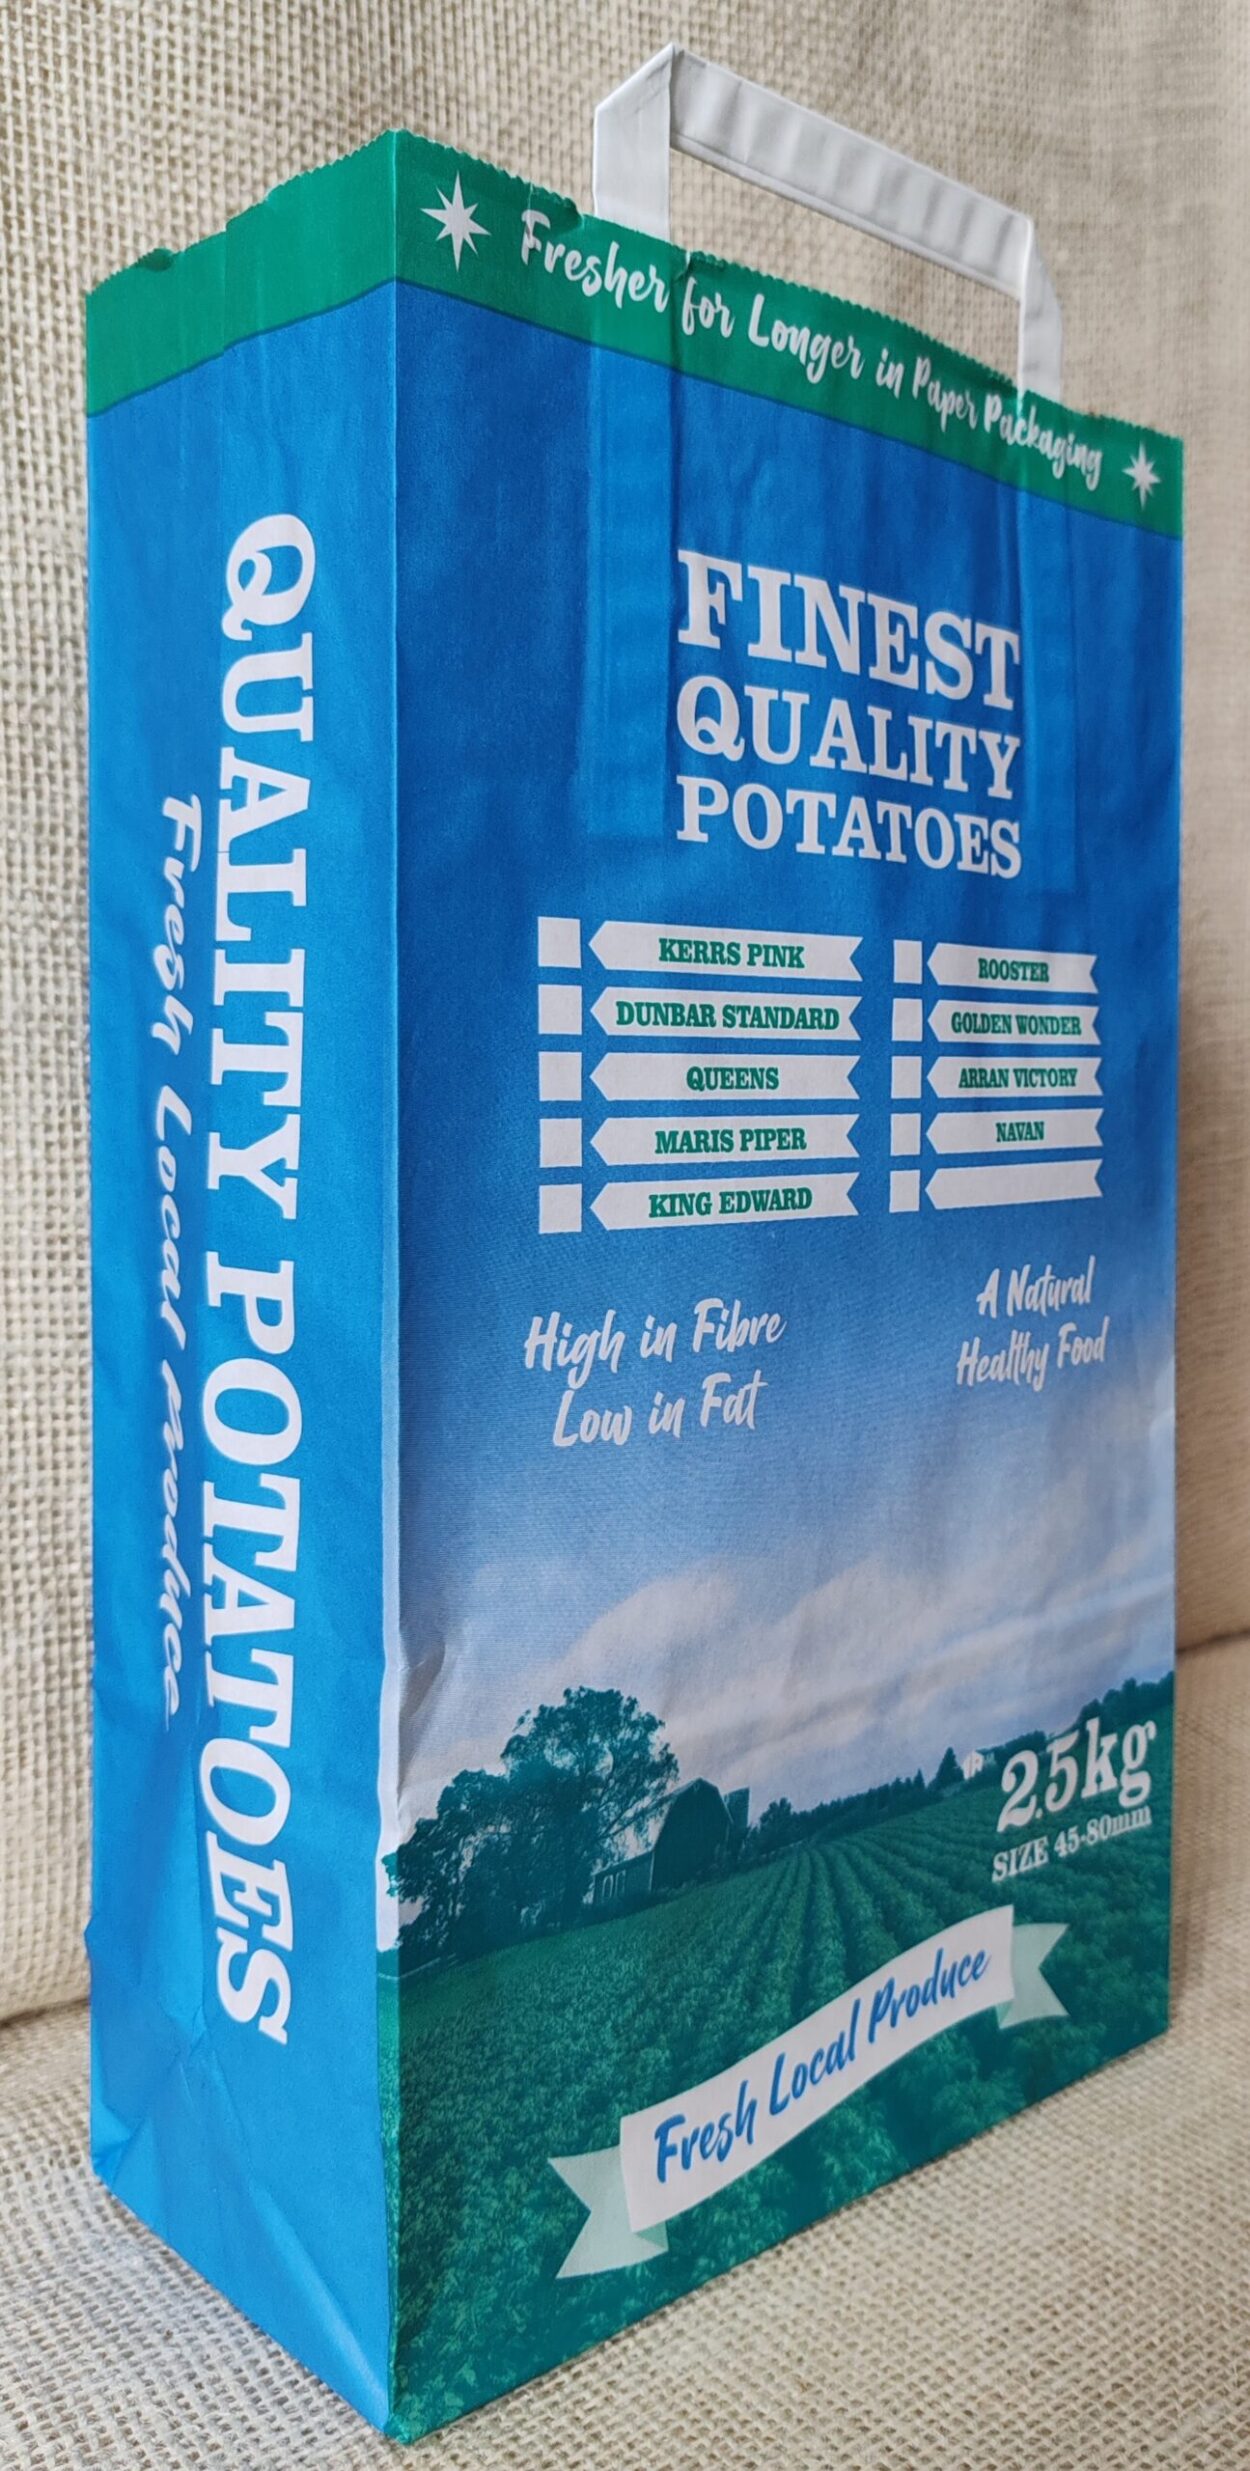 Fresher for Longer in Paper Packaging
FINEST
QUALITY
POTATOES
KERRS PINK
DUNBAR STANDARD
QUEENS
MARIS PIPER
KING EDWARD
ROOSTER
GOLDEN WONDER
ARRAN VICTORY
NAVAN
High in Fibre
Low in Fat
A Natural
Healthy Food
2.5kg
SIZE 45-80mm
Fresh Local Produce
QUALITY POTATOES
Fresh Local Produce